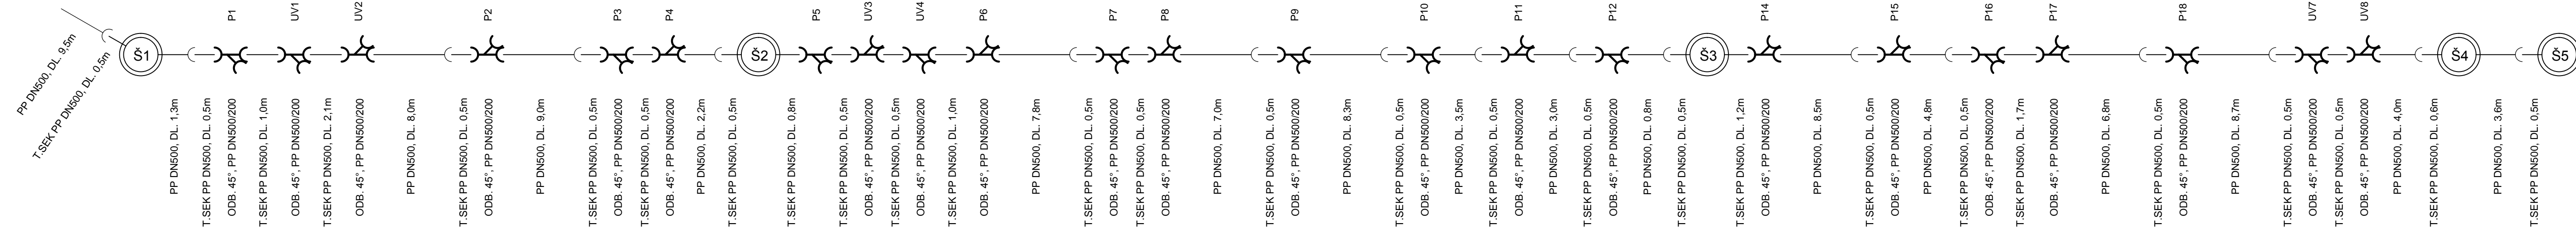 P1
UV1
UV2
P2
P3
P4
P5
UV3
UV4
P6
P7
P8
P9
P10
P11
P12
P14
P15
P16
P17
P18
UV7
UV8
Š1
Š2
Š3
Š4
Š5
PP DN500, DL. 9,5m
T.SEK PP DN500, DL. 0,5m
PP DN500, DL. 1,3m
T.SEK PP DN500, DL. 0,5m
ODB. 45°, PP DN500/200
T.SEK PP DN500, DL. 1,0m
ODB. 45°, PP DN500/200
T.SEK PP DN500, DL. 2,1m
ODB. 45°, PP DN500/200
PP DN500, DL. 8,0m
T.SEK PP DN500, DL. 0,5m
ODB. 45°, PP DN500/200
PP DN500, DL. 9,0m
T.SEK PP DN500, DL. 0,5m
ODB. 45°, PP DN500/200
T.SEK PP DN500, DL. 0,5m
ODB. 45°, PP DN500/200
PP DN500, DL. 2,2m
T.SEK PP DN500, DL. 0,5m
T.SEK PP DN500, DL. 0,8m
ODB. 45°, PP DN500/200
T.SEK PP DN500, DL. 0,5m
ODB. 45°, PP DN500/200
T.SEK PP DN500, DL. 0,5m
ODB. 45°, PP DN500/200
T.SEK PP DN500, DL. 1,0m
ODB. 45°, PP DN500/200
PP DN500, DL. 7,8m
T.SEK PP DN500, DL. 0,5m
ODB. 45°, PP DN500/200
T.SEK PP DN500, DL. 0,5m
ODB. 45°, PP DN500/200
PP DN500, DL. 7,0m
T.SEK PP DN500, DL. 0,5m
ODB. 45°, PP DN500/200
PP DN500, DL. 8,3m
T.SEK PP DN500, DL. 0,5m
ODB. 45°, PP DN500/200
PP DN500, DL. 3,5m
T.SEK PP DN500, DL. 0,5m
ODB. 45°, PP DN500/200
PP DN500, DL. 3,0m
T.SEK PP DN500, DL. 0,5m
ODB. 45°, PP DN500/200
PP DN500, DL. 0,8m
T.SEK PP DN500, DL. 0,5m
T.SEK PP DN500, DL. 1,2m
ODB. 45°, PP DN500/200
PP DN500, DL. 8,5m
T.SEK PP DN500, DL. 0,5m
ODB. 45°, PP DN500/200
PP DN500, DL. 4,8m
T.SEK PP DN500, DL. 0,5m
ODB. 45°, PP DN500/200
T.SEK PP DN500, DL. 1,7m
ODB. 45°, PP DN500/200
PP DN500, DL. 6,8m
T.SEK PP DN500, DL. 0,5m
ODB. 45°, PP DN500/200
PP DN500, DL. 8,7m
T.SEK PP DN500, DL. 0,5m
ODB. 45°, PP DN500/200
T.SEK PP DN500, DL. 0,5m
ODB. 45°, PP DN500/200
PP DN500, DL. 4,0m
T.SEK PP DN500, DL. 0,6m
PP DN500, DL. 3,6m
T.SEK PP DN500, DL. 0,5m